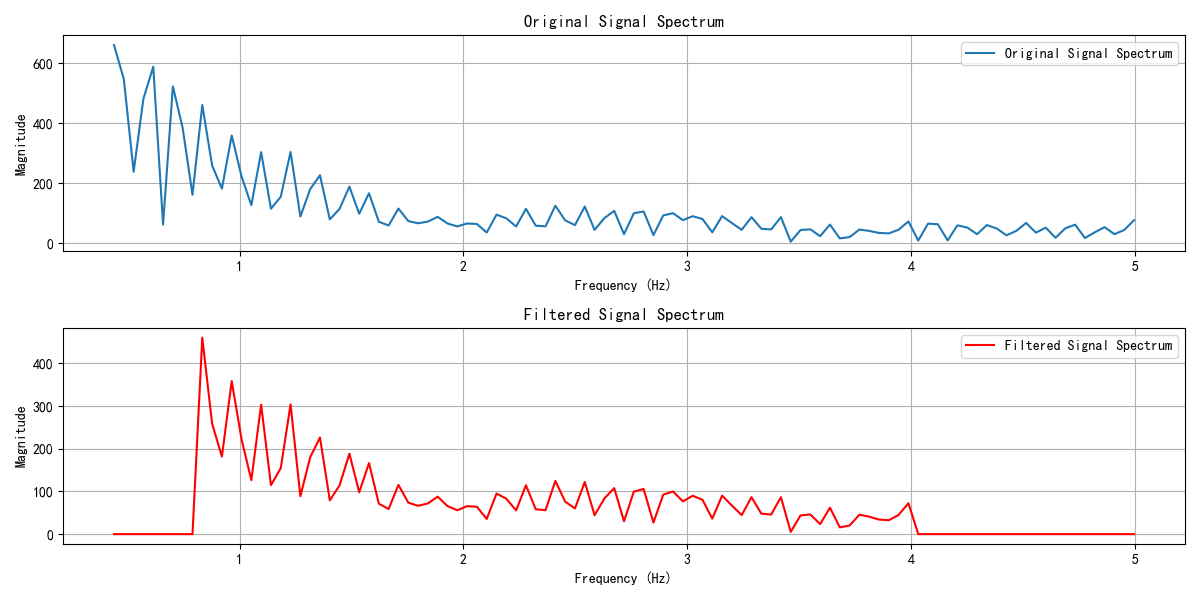 Original Signal Spectrum
Original Signal Spectrum
Magnitude
600
400
200
0
1 2 3 4 5
Frequency (Hz)
Filtered Signal Spectrum
Filtered Signal Spectrum
Magnitude
400
300
200
100
0
1 2 3 4 5
Frequency (Hz)